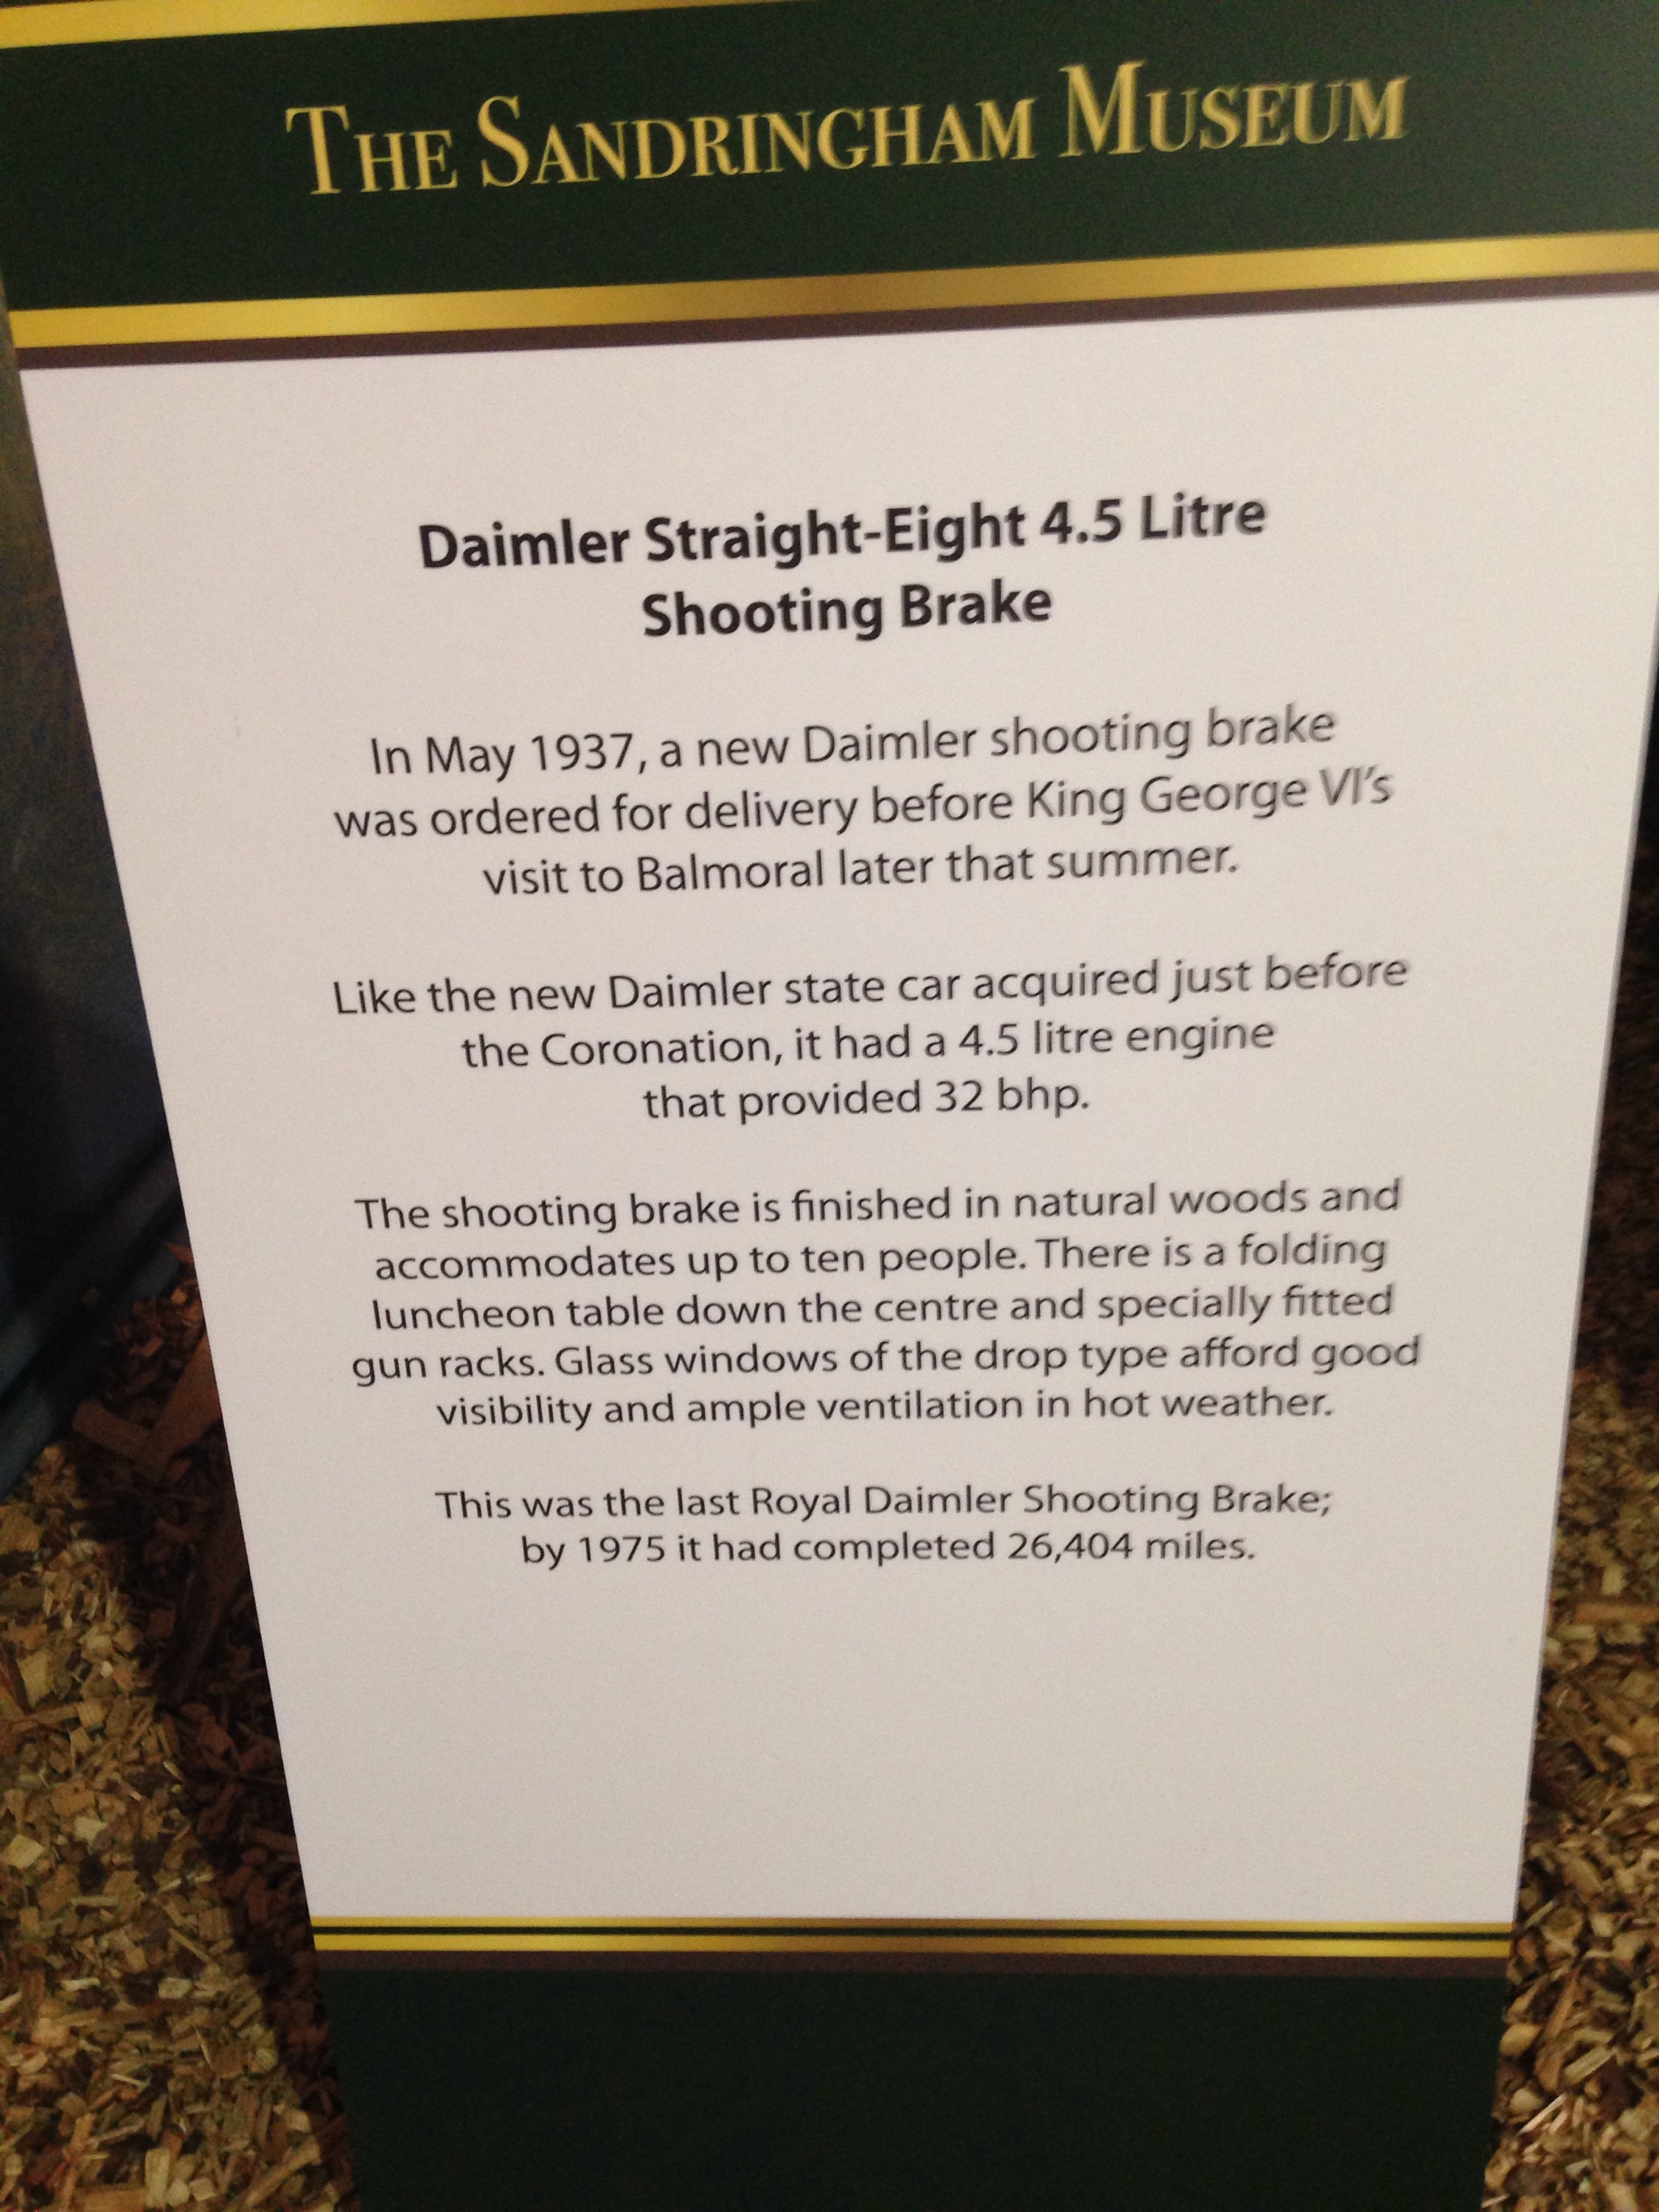 The Sandringham Museum
Daimler Straight-Eight 4.5 Litre
Shooting Brake
In May 1937, a new Daimler shooting brake
was ordered for delivery before King George VI's
visit to Balmoral later that summer.
Like the new Daimler state car acquired just before
the Coronation, it had a 4.5 litre engine
that provided 32 bhp.
The shooting brake is finished in natural woods and
accommodates up to ten people. There is a folding
luncheon table down the centre and specially fitted
gun racks. Glass windows of the drop type afford good
visibility and ample ventilation in hot weather.
This was the last Royal Daimler Shooting Brake;
by 1975 it had completed 26,404 miles.